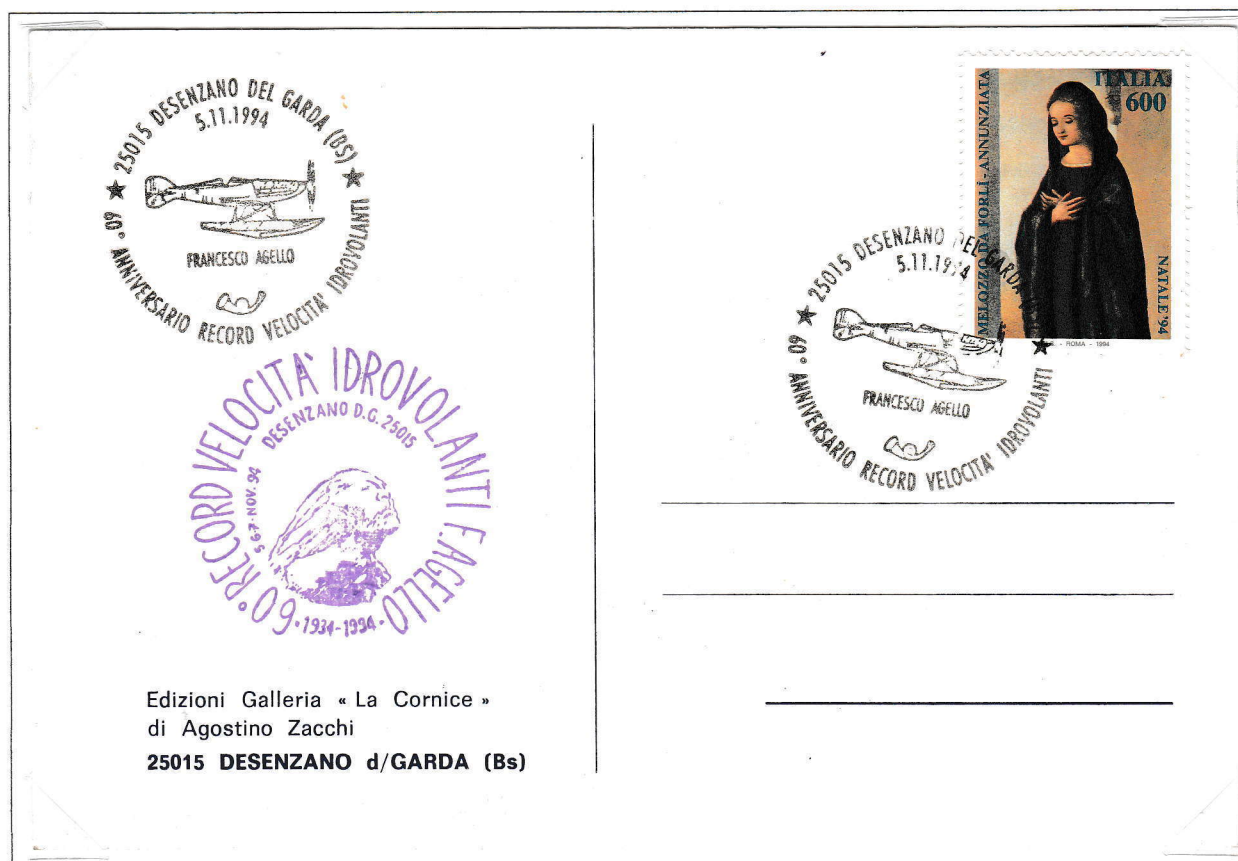 25015 DESENZANO DEL GARDA (BS)
5.11.1994
FRANCESCO AGELLO
60° ANNIVERSARIO RECORD VELOCITA' IDROVOLANTI
60° RECORD VELOCITA' IDROVOLANTI F. AGELLO
DESENZANO D.G. 25015
5·6·7·NOV. 94
·1934-1994·
Edizioni Galleria « La Cornice »
di Agostino Zacchi
25015 DESENZANO d/GARDA (Bs)
ITALIA
600
MELOZZO DA FORLÌ - ANNUNZIATA
NATALE '94
- ROMA - 1994
25015 DESENZANO DEL GARDA
5.11.1994
FRANCESCO AGELLO
60° ANNIVERSARIO RECORD VELOCITA' IDROVOLANTI